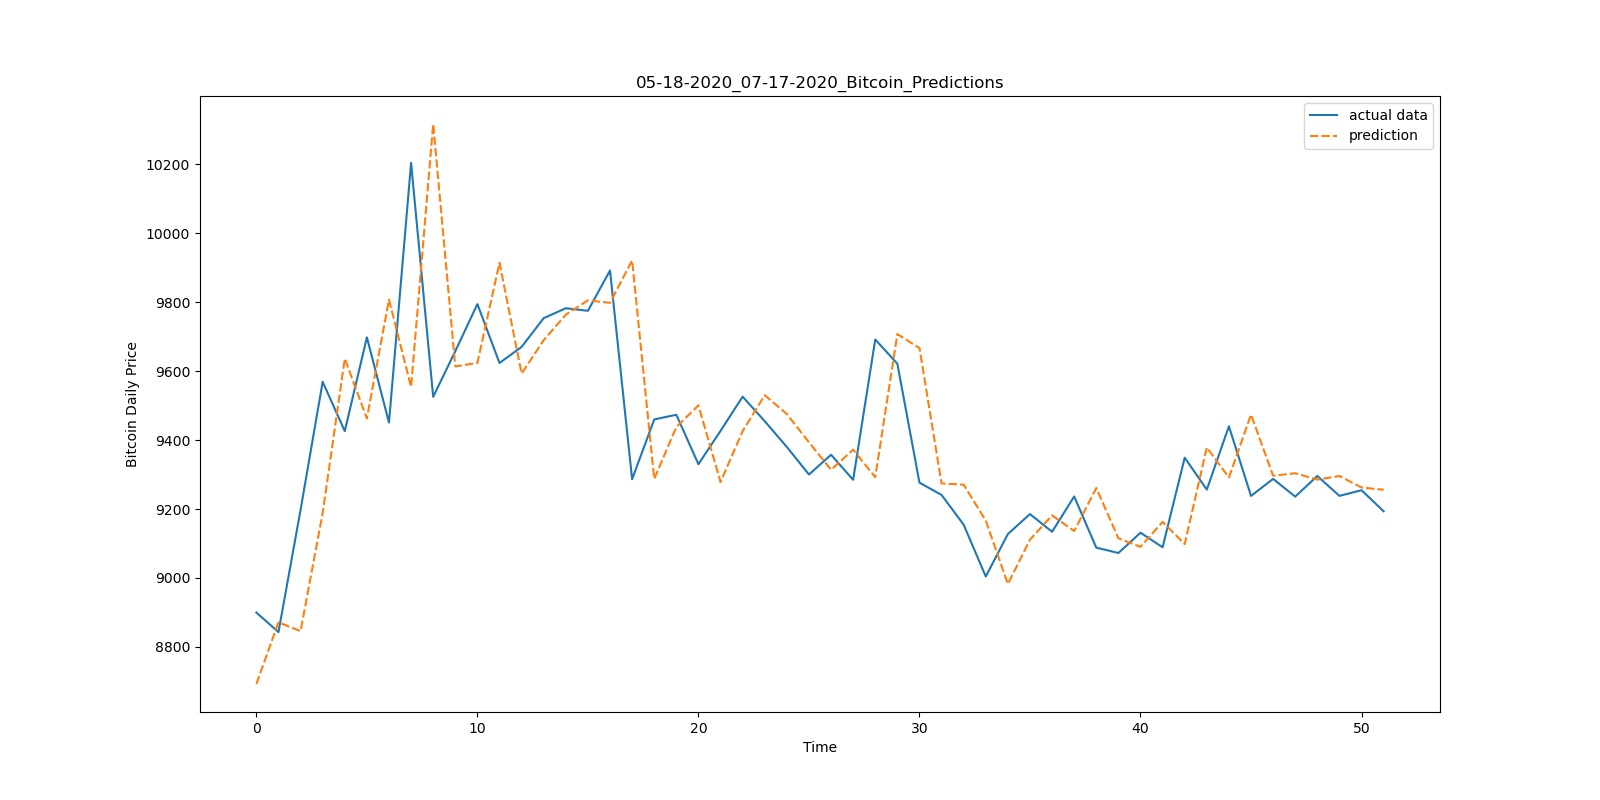 05-18-2020_07-17-2020_Bitcoin_Predictions
actual data
prediction
Bitcoin Daily Price
10200
10000
9800
9600
9400
9200
9000
8800
0 10 20 30 40 50
Time